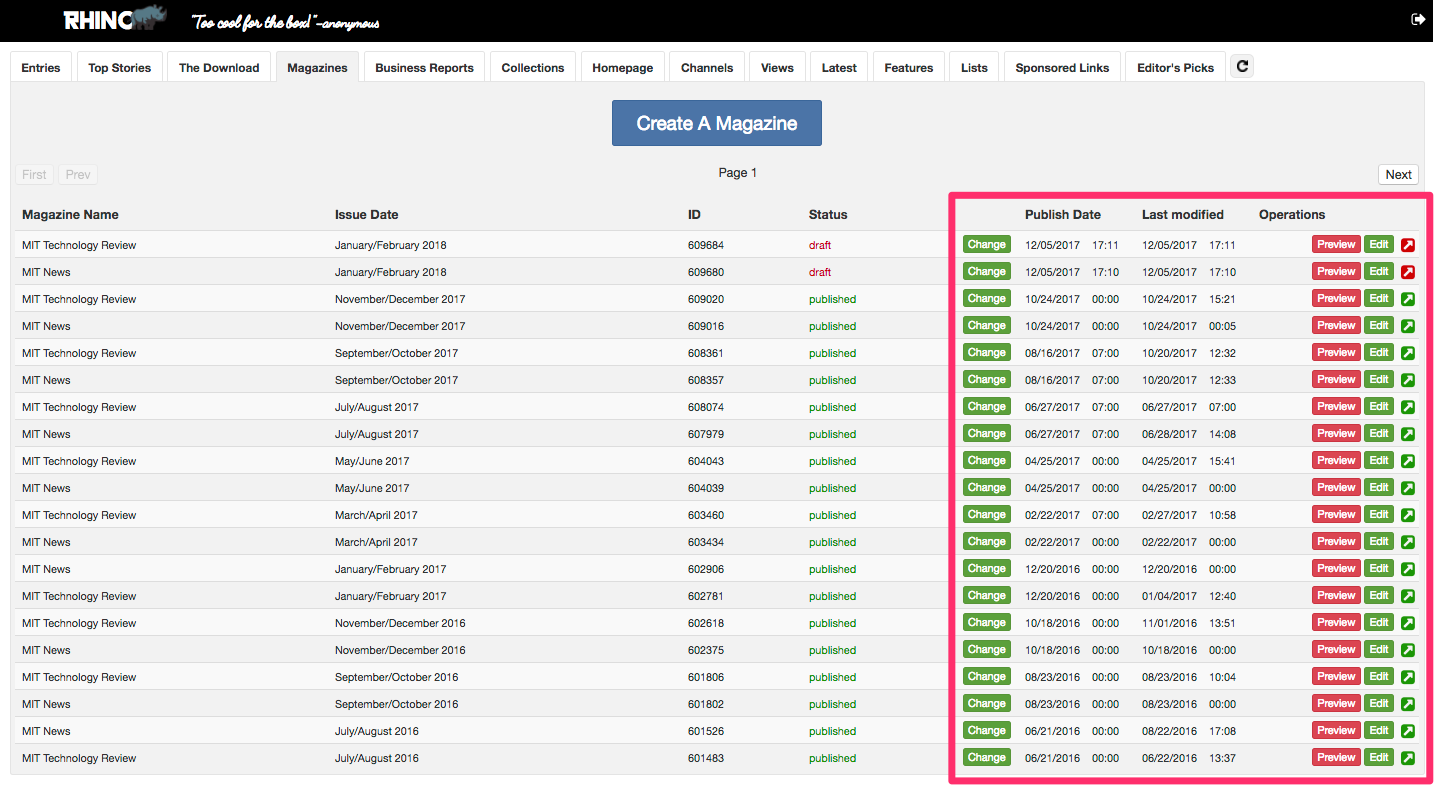 RHINO "Too cool for the box!"-anonymous
Entries Top Stories The Download Magazines Business Reports Collections Homepage Channels Views Latest Features Lists Sponsored Links Editor's Picks
Create A Magazine
First Prev Page 1 Next
Magazine Name Issue Date ID Status Publish Date Last modified Operations
MIT Technology Review January/February 2018 609684 draft Change 12/05/2017 17:11 12/05/2017 17:11 Preview Edit
MIT News January/February 2018 609680 draft Change 12/05/2017 17:10 12/05/2017 17:10 Preview Edit
MIT Technology Review November/December 2017 609020 published Change 10/24/2017 00:00 10/24/2017 15:21 Preview Edit
MIT News November/December 2017 609016 published Change 10/24/2017 00:00 10/24/2017 00:05 Preview Edit
MIT Technology Review September/October 2017 608361 published Change 08/16/2017 07:00 10/20/2017 12:32 Preview Edit
MIT News September/October 2017 608357 published Change 08/16/2017 07:00 10/20/2017 12:33 Preview Edit
MIT Technology Review July/August 2017 608074 published Change 06/27/2017 07:00 06/27/2017 07:00 Preview Edit
MIT News July/August 2017 607979 published Change 06/27/2017 07:00 06/28/2017 14:08 Preview Edit
MIT Technology Review May/June 2017 604043 published Change 04/25/2017 00:00 04/25/2017 15:41 Preview Edit
MIT News May/June 2017 604039 published Change 04/25/2017 00:00 04/25/2017 00:00 Preview Edit
MIT Technology Review March/April 2017 603460 published Change 02/22/2017 07:00 02/27/2017 10:58 Preview Edit
MIT News March/April 2017 603434 published Change 02/22/2017 00:00 02/22/2017 00:00 Preview Edit
MIT News January/February 2017 602906 published Change 12/20/2016 00:00 12/20/2016 00:00 Preview Edit
MIT Technology Review January/February 2017 602781 published Change 12/20/2016 00:00 01/04/2017 12:40 Preview Edit
MIT Technology Review November/December 2016 602618 published Change 10/18/2016 00:00 11/01/2016 13:51 Preview Edit
MIT News November/December 2016 602375 published Change 10/18/2016 00:00 10/18/2016 00:00 Preview Edit
MIT Technology Review September/October 2016 601806 published Change 08/23/2016 00:00 08/23/2016 10:04 Preview Edit
MIT News September/October 2016 601802 published Change 08/23/2016 00:00 08/23/2016 00:00 Preview Edit
MIT News July/August 2016 601526 published Change 06/21/2016 00:00 08/22/2016 17:08 Preview Edit
MIT Technology Review July/August 2016 601483 published Change 06/21/2016 00:00 06/22/2016 13:37 Preview Edit